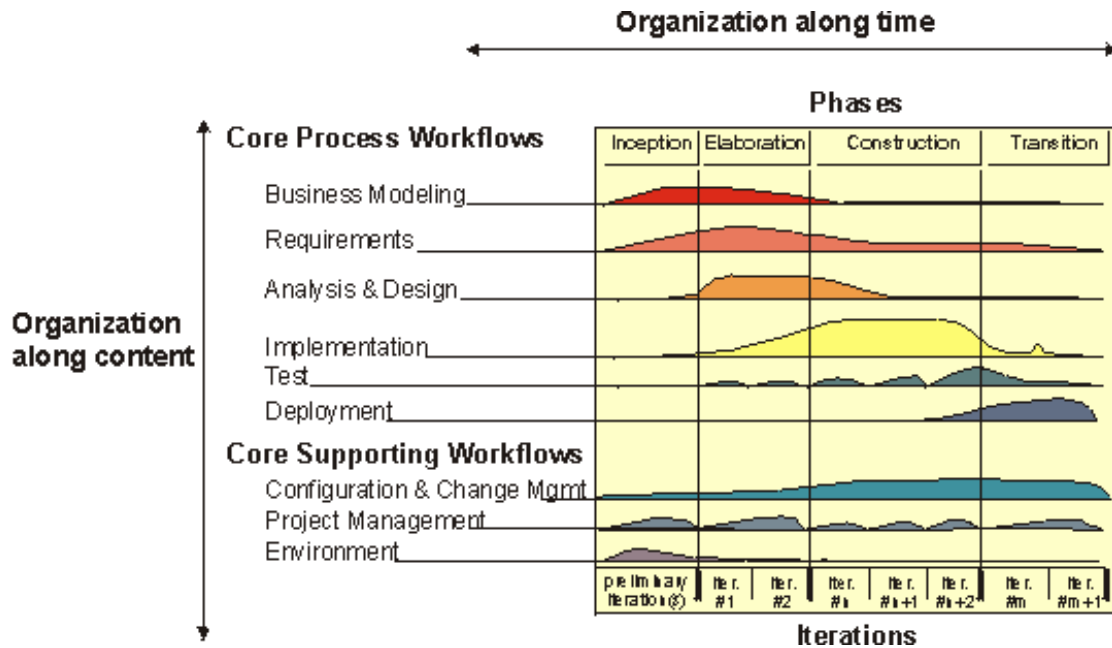 Organization along time
Phases
Core Process Workflows
Inception Elaboration Construction Transition
Business Modeling
Requirements
Analysis & Design
Organization
along content
Implementation
Test
Deployment
Core Supporting Workflows
Configuration & Change Mgmt
Project Management
Environment
preliminary
iteration(s)
Iter.
#1
Iter.
#2
Iter.
#n
Iter.
#n+1
Iter.
#n+2
Iter.
#m
Iter.
#m+1
Iterations